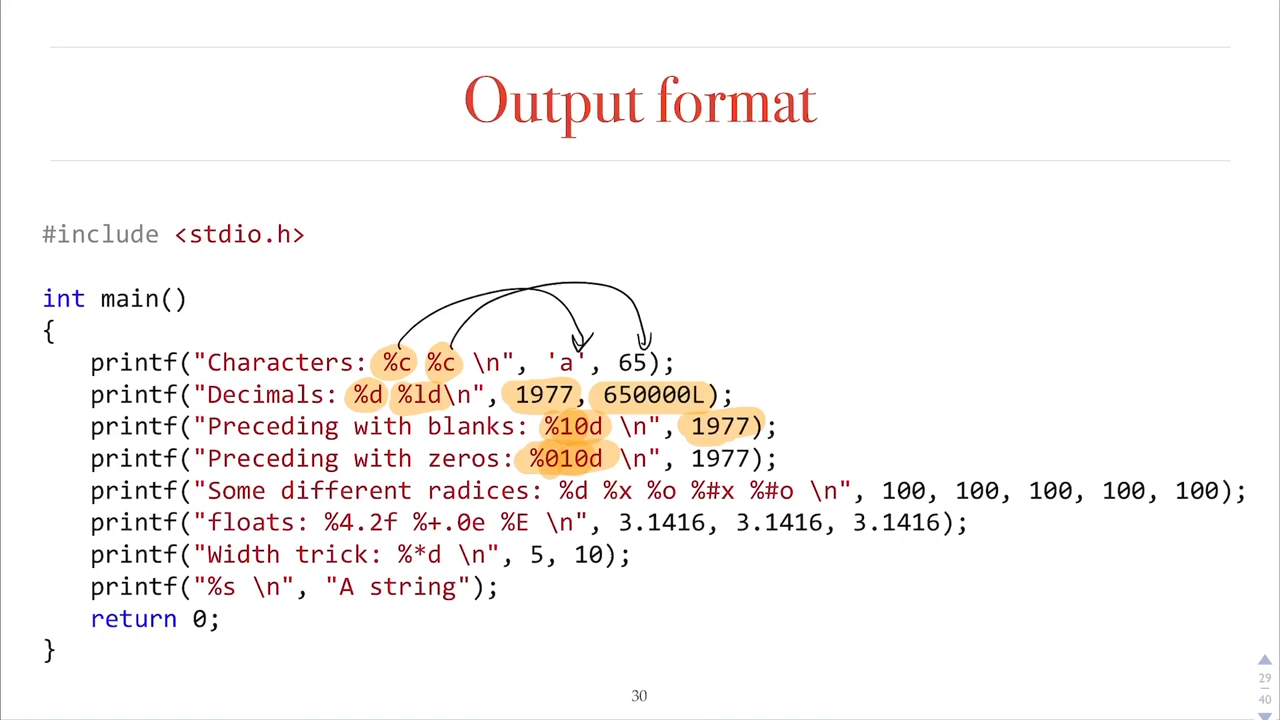 Output format
#include <stdio.h>
int main()
{
printf("Characters: %c %c \n", 'a', 65);
printf("Decimals: %d %ld\n", 1977, 650000L);
printf("Preceding with blanks: %10d \n", 1977);
printf("Preceding with zeros: %010d \n", 1977);
printf("Some different radices: %d %x %o %#x %#o \n", 100, 100, 100, 100, 100);
printf("floats: %4.2f %+.0e %E \n", 3.1416, 3.1416, 3.1416);
printf("Width trick: %*d \n", 5, 10);
printf("%s \n", "A string");
return 0;
}
30
29
40